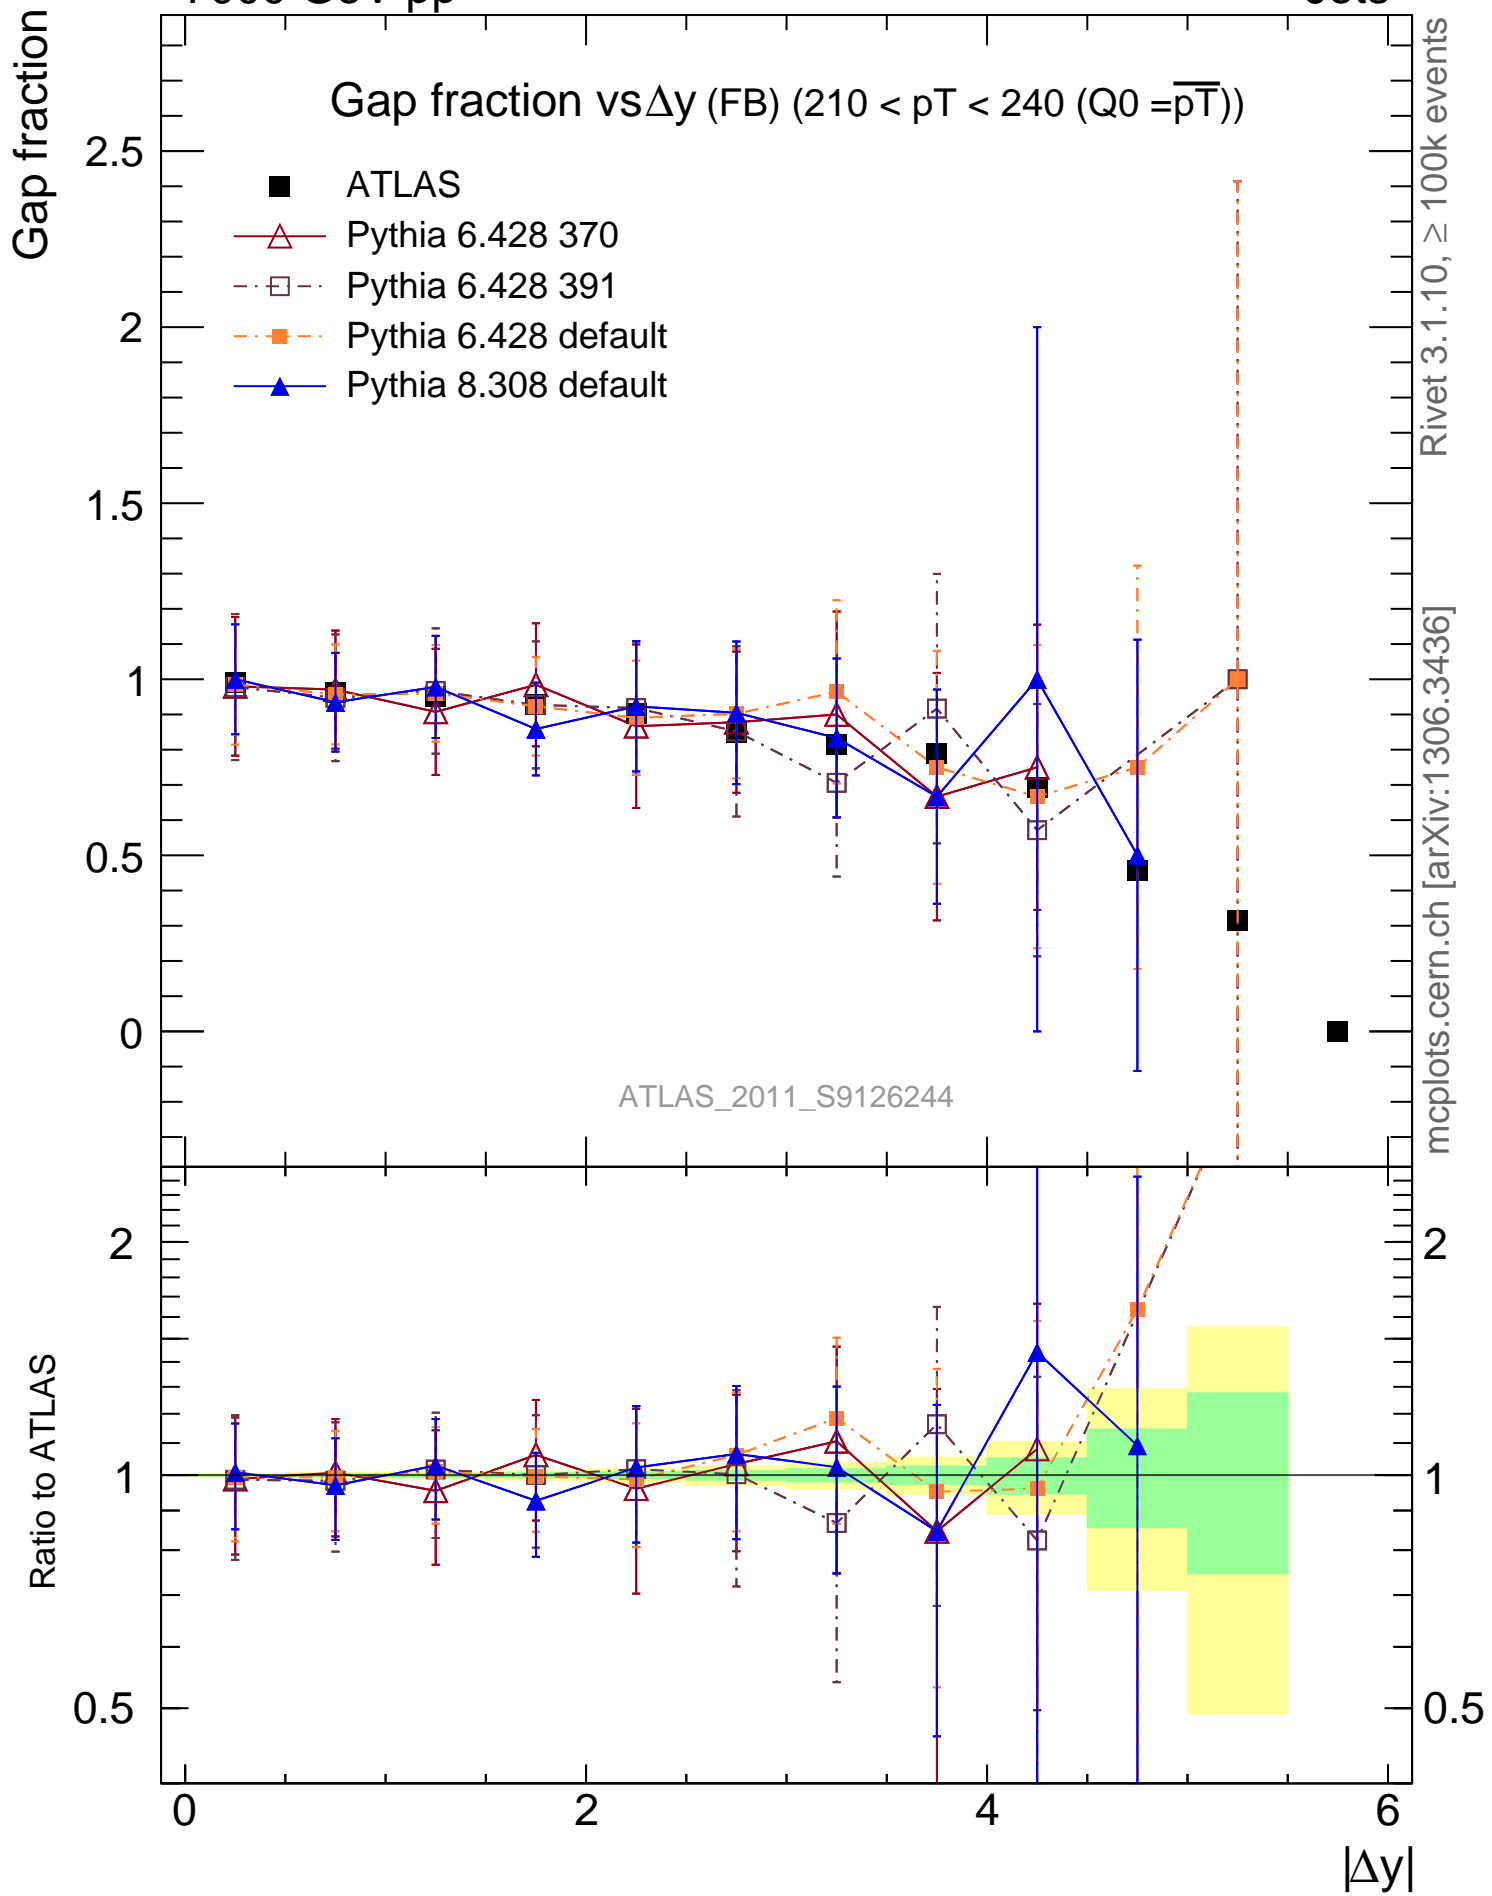 Gap fraction vs Δy (FB) (210 < pT < 240 (Q0 = pT))
Gap fraction
ATLAS
Pythia 6.428 370
Pythia 6.428 391
Pythia 6.428 default
Pythia 8.308 default
2.5
2
1.5
1
0.5
0
ATLAS_2011_S9126244
Rivet 3.1.10, ≥ 100k events
mcplots.cern.ch [arXiv:1306.3436]
Ratio to ATLAS
2
1
0.5
2
1
0.5
0
2
4
6
|Δy|